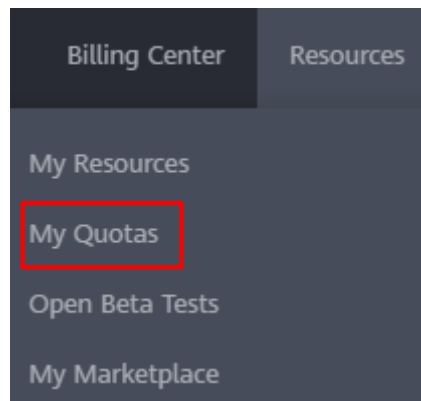 Billing Center Resources
My Resources
My Quotas
Open Beta Tests
My Marketplace